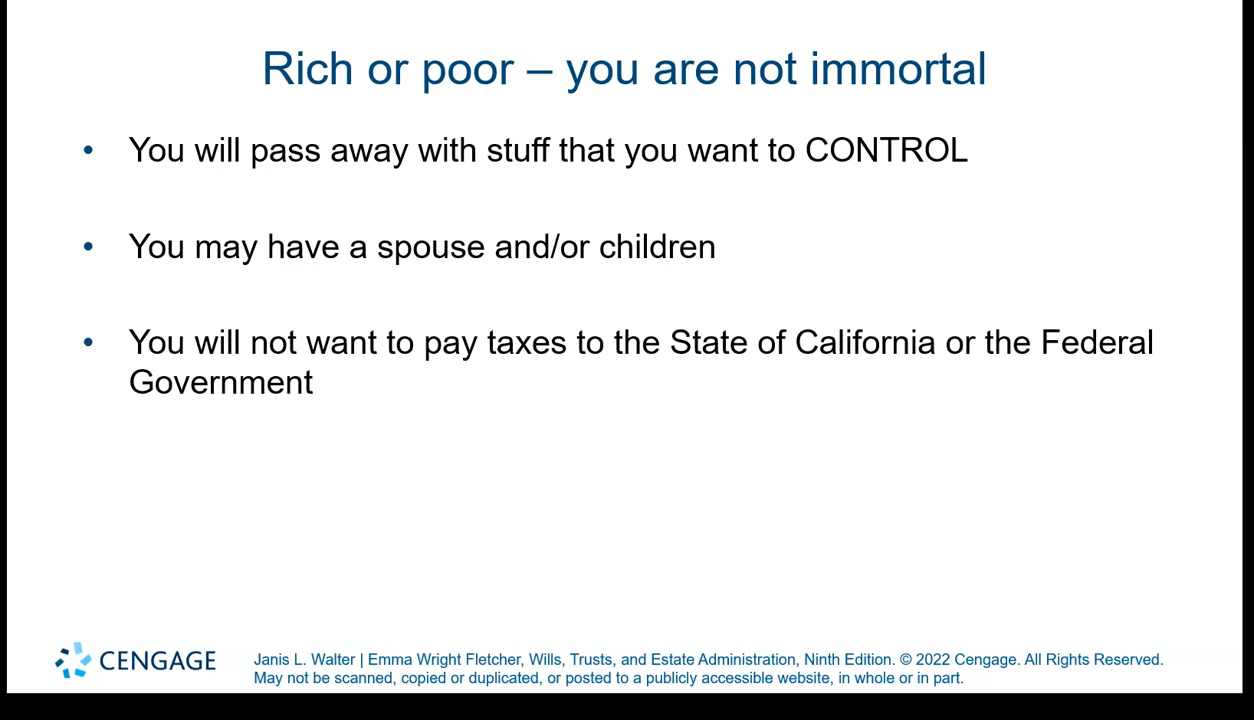 Rich or poor – you are not immortal
• You will pass away with stuff that you want to CONTROL
• You may have a spouse and/or children
• You will not want to pay taxes to the State of California or the Federal
Government
CENGAGE
Janis L. Walter | Emma Wright Fletcher, Wills, Trusts, and Estate Administration, Ninth Edition. © 2022 Cengage. All Rights Reserved.
May not be scanned, copied or duplicated, or posted to a publicly accessible website, in whole or in part.